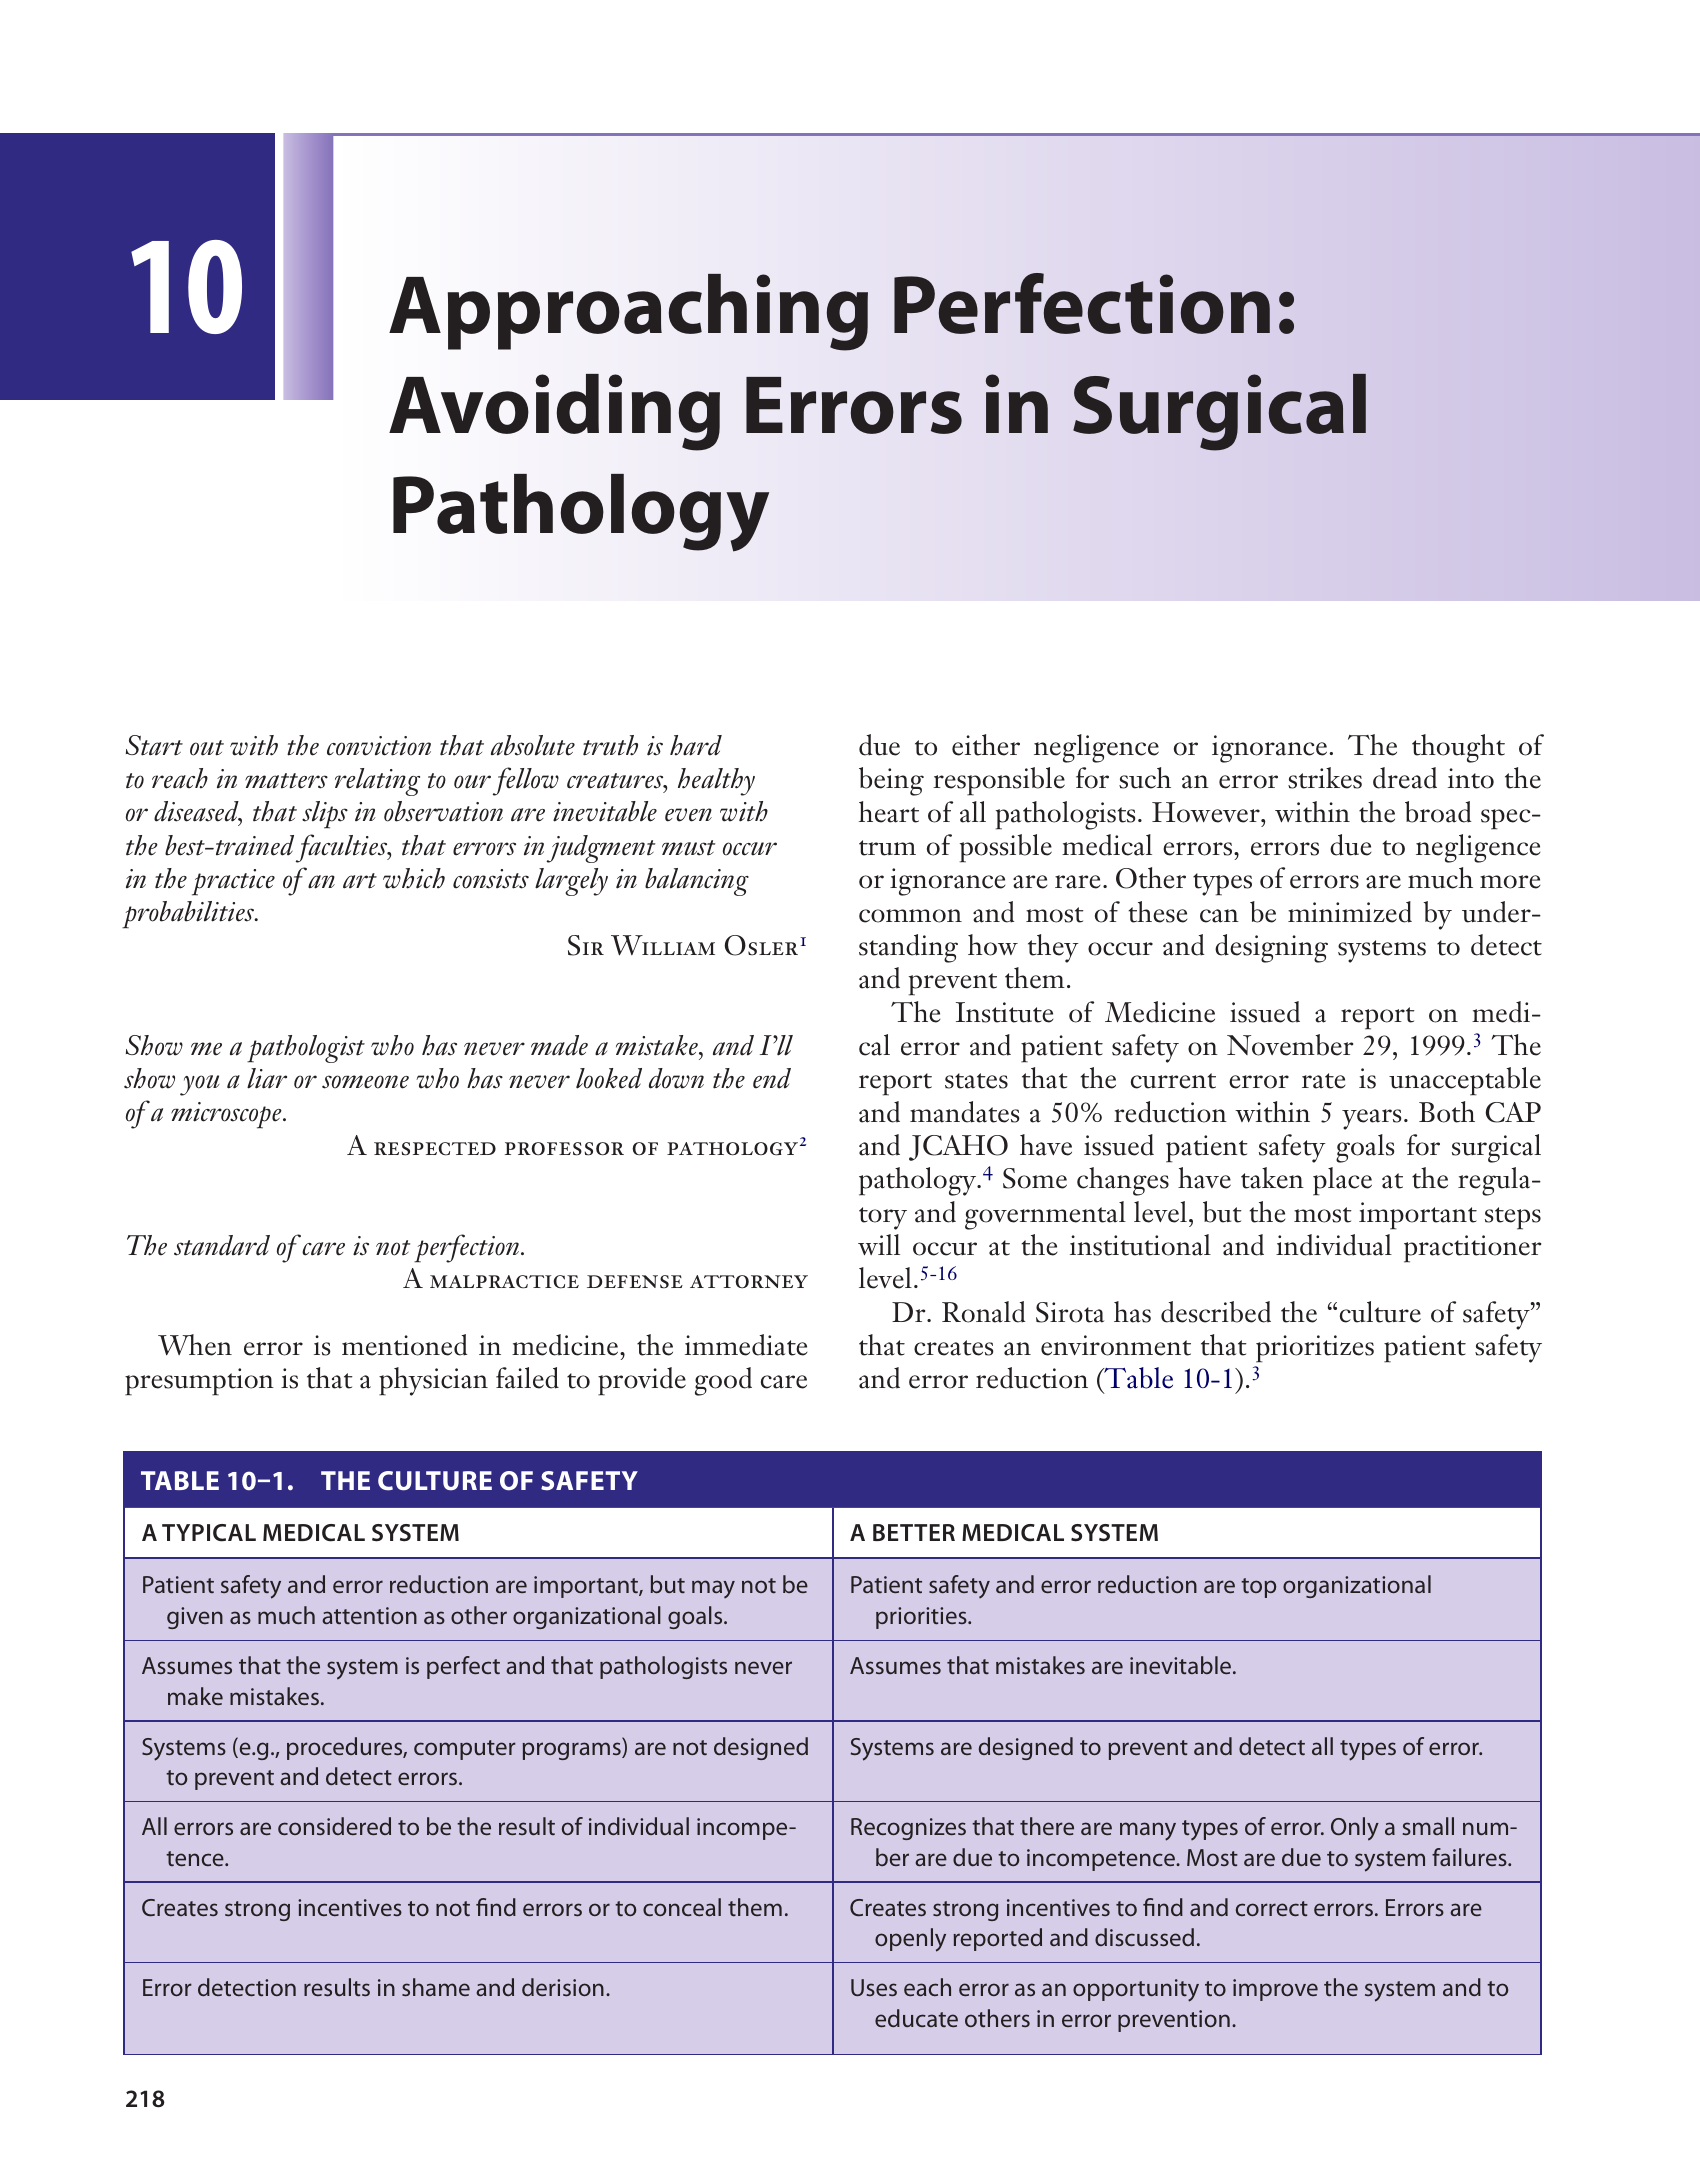 10
Approaching Perfection:
Avoiding Errors in Surgical
Pathology
Start out with the conviction that absolute truth is hard
to reach in matters relating to our fellow creatures, healthy
or diseased, that slips in observation are inevitable even with
the best-trained faculties, that errors in judgment must occur
in the practice of an art which consists largely in balancing
probabilities.
Sir William Osler1
Show me a pathologist who has never made a mistake, and I'll
show you a liar or someone who has never looked down the end
of a microscope.
A respected professor of pathology2
The standard of care is not perfection.
A malpractice defense attorney
When error is mentioned in medicine, the immediate
presumption is that a physician failed to provide good care
due to either negligence or ignorance. The thought of
being responsible for such an error strikes dread into the
heart of all pathologists. However, within the broad spec-
trum of possible medical errors, errors due to negligence
or ignorance are rare. Other types of errors are much more
common and most of these can be minimized by under-
standing how they occur and designing systems to detect
and prevent them.
The Institute of Medicine issued a report on medi-
cal error and patient safety on November 29, 1999.3 The
report states that the current error rate is unacceptable
and mandates a 50% reduction within 5 years. Both CAP
and JCAHO have issued patient safety goals for surgical
pathology.4 Some changes have taken place at the regula-
tory and governmental level, but the most important steps
will occur at the institutional and individual practitioner
level.5-16
Dr. Ronald Sirota has described the “culture of safety”
that creates an environment that prioritizes patient safety
and error reduction (Table 10-1).3
TABLE 10–1. THE CULTURE OF SAFETY
A TYPICAL MEDICAL SYSTEM
A BETTER MEDICAL SYSTEM
Patient safety and error reduction are important, but may not be
given as much attention as other organizational goals.
Patient safety and error reduction are top organizational
priorities.
Assumes that the system is perfect and that pathologists never
make mistakes.
Assumes that mistakes are inevitable.
Systems (e.g., procedures, computer programs) are not designed
to prevent and detect errors.
Systems are designed to prevent and detect all types of error.
All errors are considered to be the result of individual incompe-
tence.
Recognizes that there are many types of error. Only a small num-
ber are due to incompetence. Most are due to system failures.
Creates strong incentives to not find errors or to conceal them.
Creates strong incentives to find and correct errors. Errors are
openly reported and discussed.
Error detection results in shame and derision.
Uses each error as an opportunity to improve the system and to
educate others in error prevention.
218